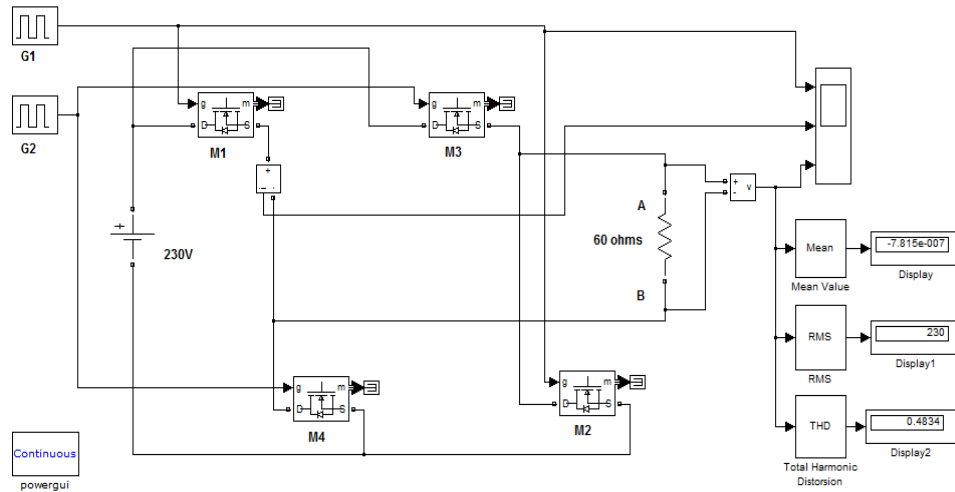 G1
G2
g
m
D
S
M1
g
m
D
S
M3
+
i
-
+
230V
A
60 ohms
B
+
-
v
Mean
Mean Value
-7.815e-007
Display
RMS
RMS
230
Display1
THD
Total Harmonic
Distorsion
0.4834
Display2
g
m
D
S
M4
g
m
D
S
M2
Continuous
powergui